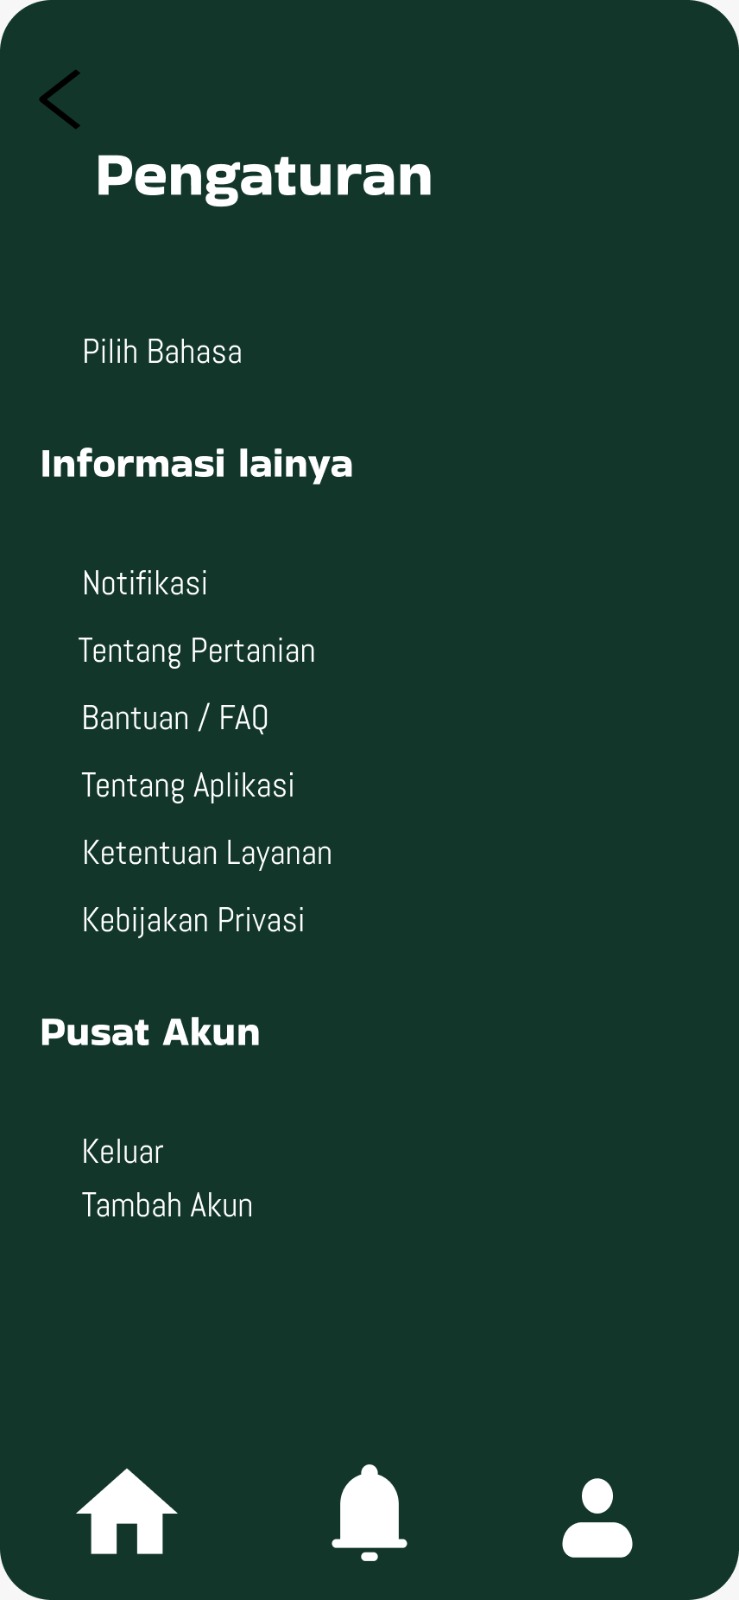 Pengaturan
Pilih Bahasa
Informasi lainya
Notifikasi
Tentang Pertanian
Bantuan / FAQ
Tentang Aplikasi
Ketentuan Layanan
Kebijakan Privasi
Pusat Akun
Keluar
Tambah Akun